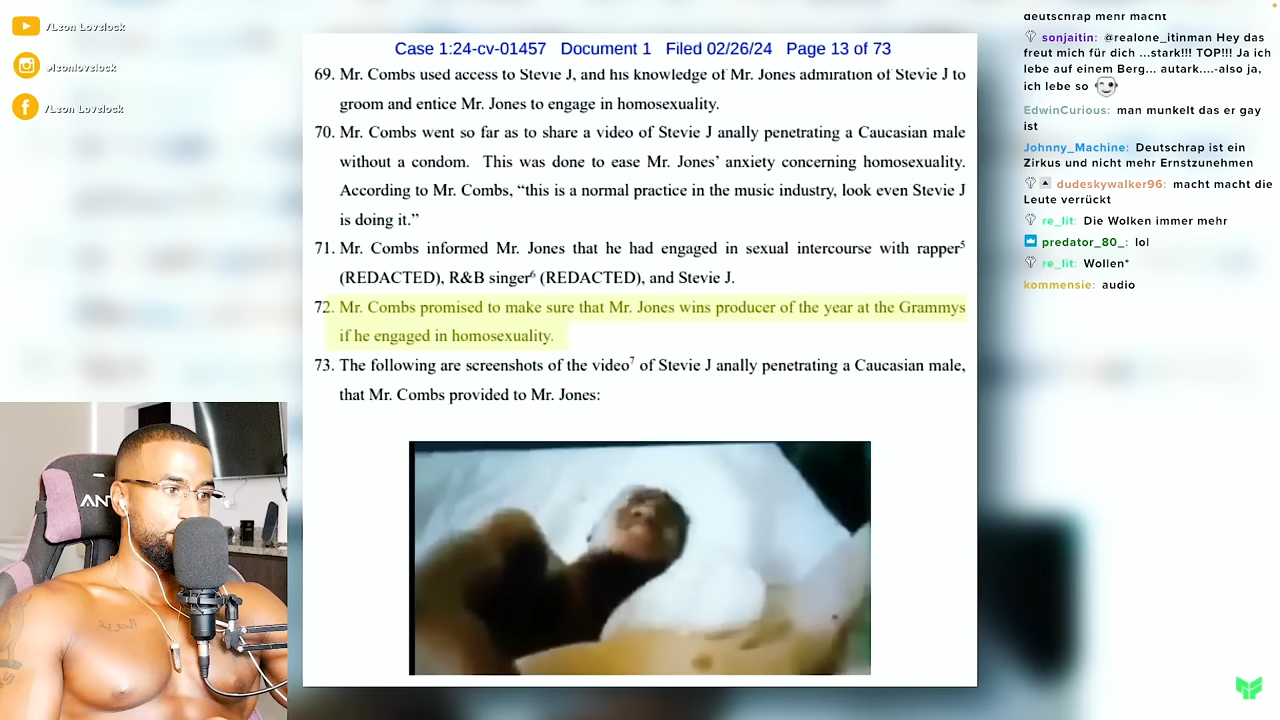 /Leon Lovelock
/leonlovelock
/Leon Lovelock
Case 1:24-cv-01457 Document 1 Filed 02/26/24 Page 13 of 73
69. Mr. Combs used access to Stevie J, and his knowledge of Mr. Jones admiration of Stevie J to
groom and entice Mr. Jones to engage in homosexuality.
70. Mr. Combs went so far as to share a video of Stevie J anally penetrating a Caucasian male
without a condom. This was done to ease Mr. Jones’ anxiety concerning homosexuality.
According to Mr. Combs, “this is a normal practice in the music industry, look even Stevie J
is doing it.”
71. Mr. Combs informed Mr. Jones that he had engaged in sexual intercourse with rapper5
(REDACTED), R&B singer6 (REDACTED), and Stevie J.
72. Mr. Combs promised to make sure that Mr. Jones wins producer of the year at the Grammys
if he engaged in homosexuality.
73. The following are screenshots of the video7 of Stevie J anally penetrating a Caucasian male,
that Mr. Combs provided to Mr. Jones:
AN
deutschrap mehr macht
sonjaitin: @realone_itinman Hey das
freut mich für dich ...stark!!! TOP!!! Ja ich
lebe auf einem Berg... autark....-also ja,
ich lebe so
EdwinCurious: man munkelt das er gay
ist
Johnny_Machine: Deutschrap ist ein
Zirkus und nicht mehr Ernstzunehmen
dudeskywalker96: macht macht die
Leute verrückt
re_lit: Die Wolken immer mehr
predator_80_: lol
re_lit: Wollen*
kommensie: audio